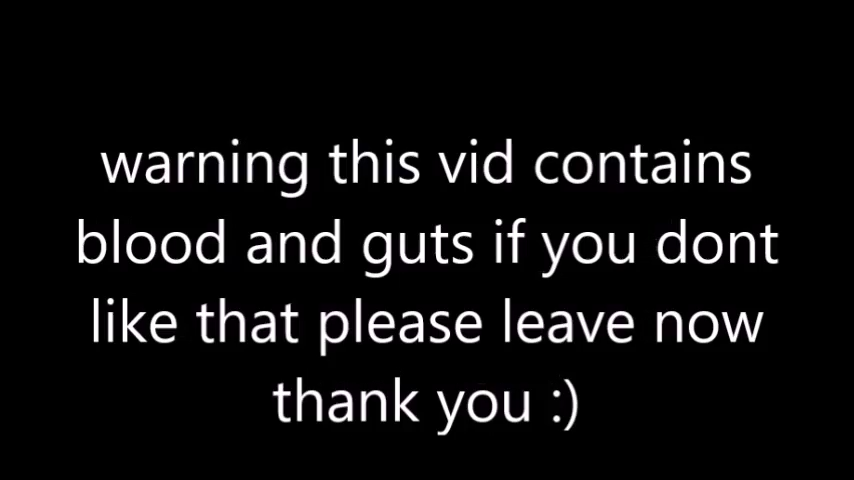 warning this vid contains
blood and guts if you dont
like that please leave now
thank you :)